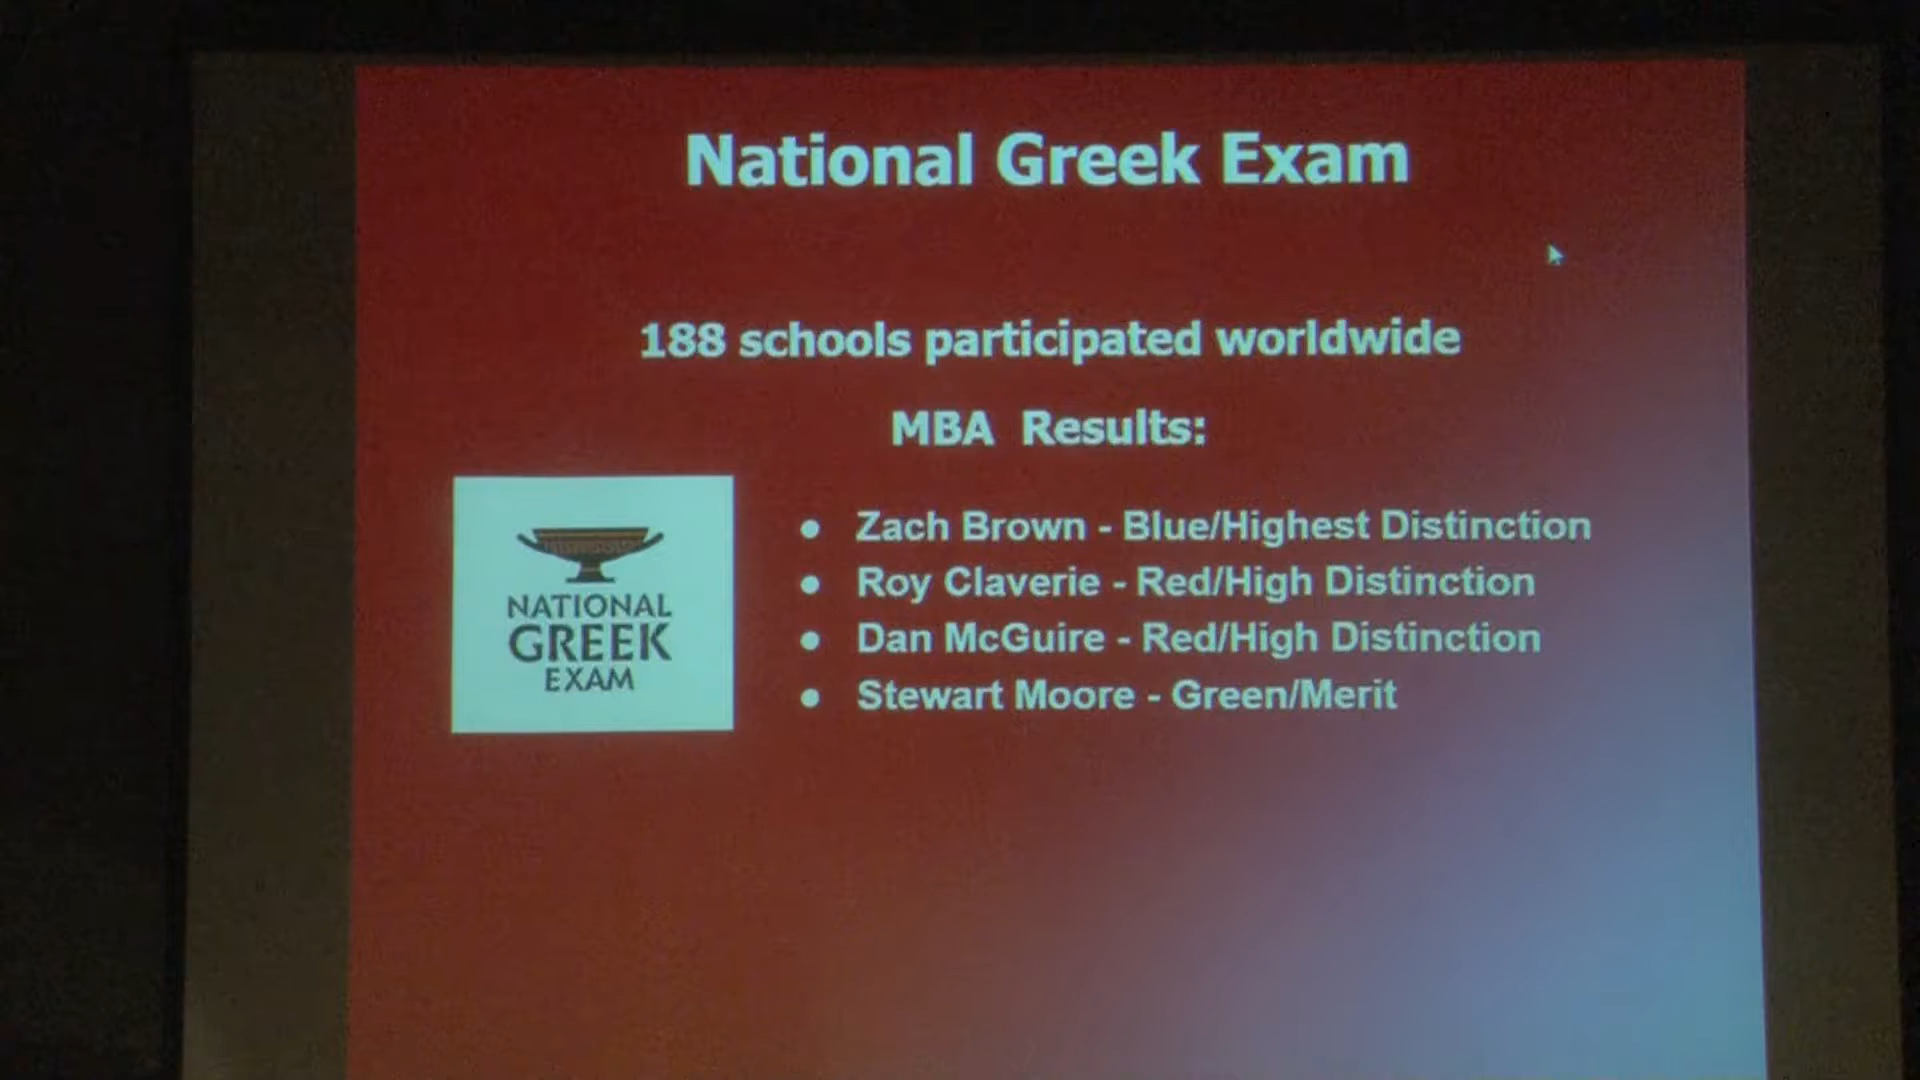 National Greek Exam
188 schools participated worldwide
MBA Results:
NATIONAL
GREEK
EXAM
● Zach Brown - Blue/Highest Distinction
● Roy Claverie - Red/High Distinction
● Dan McGuire - Red/High Distinction
● Stewart Moore - Green/Merit